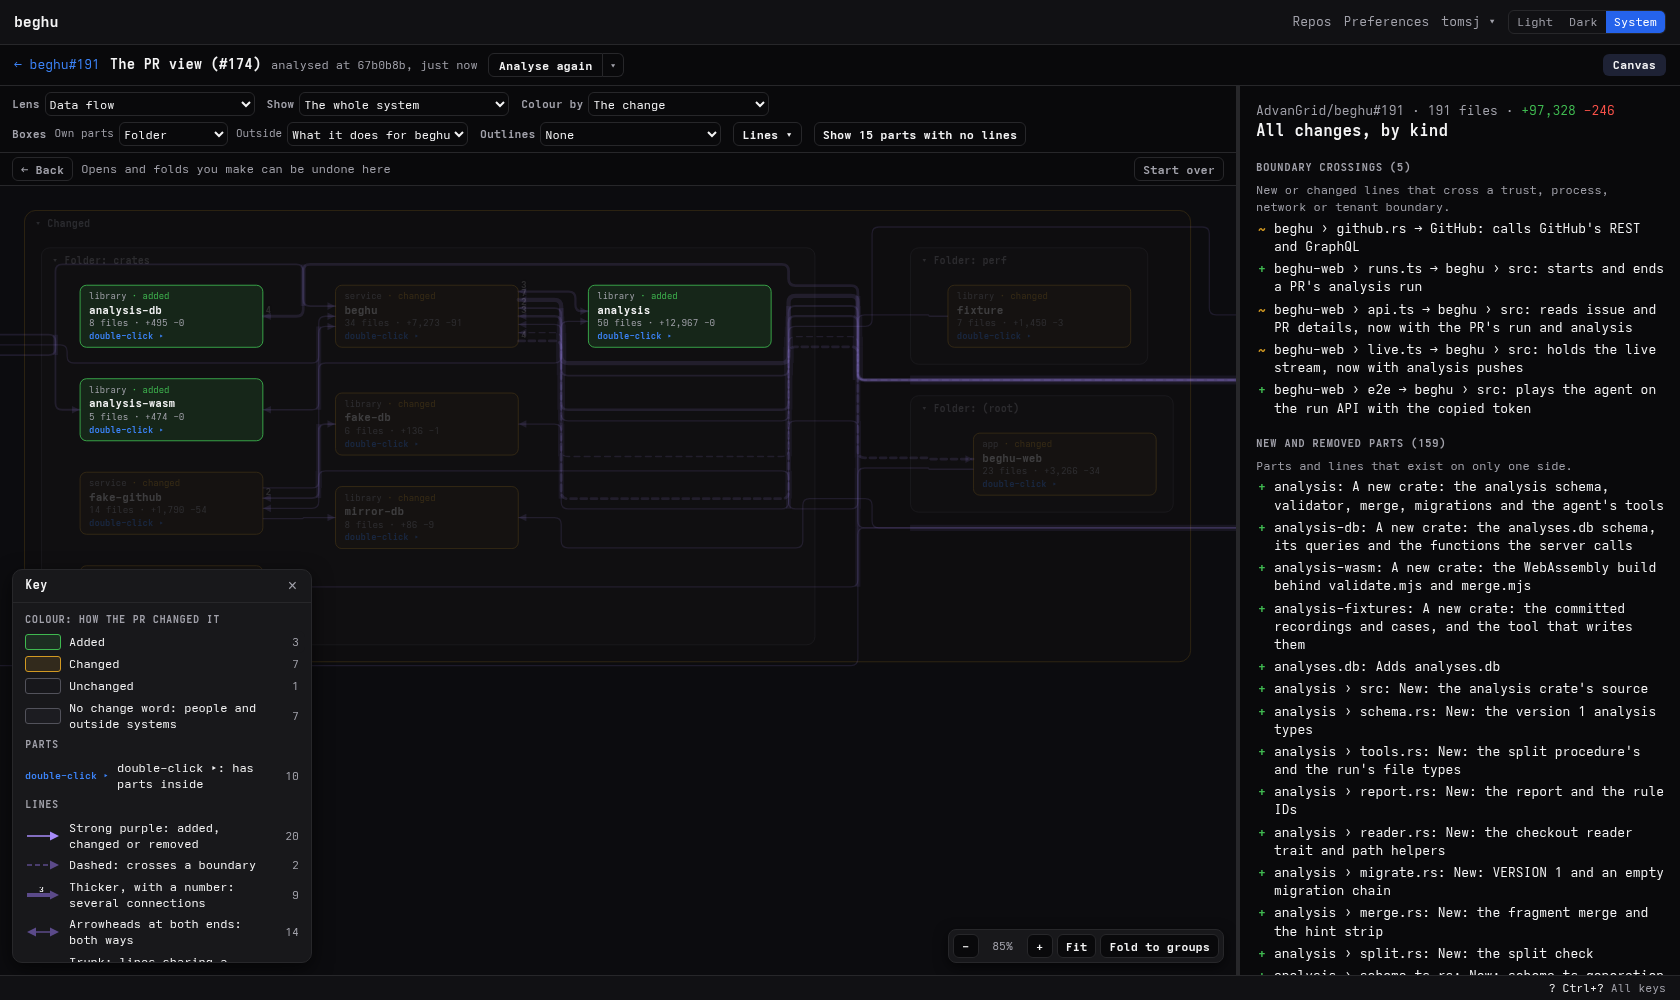 beghu
Repos Preferences tomsj ▾ Light Dark System
← beghu#191 The PR view (#174) analysed at 67b0b8b, just now Analyse again ▾ Canvas
Lens Data flow Show The whole system Colour by The change
Boxes Own parts Folder Outside What it does for beghu Outlines None Lines ▾ Show 15 parts with no lines
← Back Opens and folds you make can be undone here Start over
▾ Changed
▾ Folder: crates
library · added
analysis-db
8 files · +495 −0
double-click ▸
service · changed
beghu
34 files · +7,273 −91
double-click ▸
library · added
analysis
50 files · +12,967 −0
double-click ▸
library · added
analysis-wasm
5 files · +474 −0
double-click ▸
library · changed
fake-db
6 files · +136 −1
double-click ▸
service · changed
fake-github
14 files · +1,798 −54
double-click ▸
library · changed
mirror-db
8 files · +86 −9
double-click ▸
▾ Folder: perf
library · changed
fixture
7 files · +1,450 −3
double-click ▸
▾ Folder: (root)
app · changed
beghu-web
23 files · +3,266 −34
double-click ▸
Key ×
COLOUR: HOW THE PR CHANGED IT
Added 3
Changed 7
Unchanged 1
No change word: people and
outside systems 7
PARTS
double-click ▸ double-click ▸: has
parts inside 10
LINES
Strong purple: added,
changed or removed 20
Dashed: crosses a boundary 2
3 Thicker, with a number:
several connections 9
Arrowheads at both ends:
both ways 14
Trunk: lines sharing a
− 85% + Fit Fold to groups
AdvanGrid/beghu#191 · 191 files · +97,328 −246
All changes, by kind
BOUNDARY CROSSINGS (5)
New or changed lines that cross a trust, process,
network or tenant boundary.
~ beghu › github.rs → GitHub: calls GitHub's REST
and GraphQL
+ beghu-web › runs.ts → beghu › src: starts and ends
a PR's analysis run
~ beghu-web › api.ts → beghu › src: reads issue and
PR details, now with the PR's run and analysis
~ beghu-web › live.ts → beghu › src: holds the live
stream, now with analysis pushes
+ beghu-web › e2e → beghu › src: plays the agent on
the run API with the copied token
NEW AND REMOVED PARTS (159)
Parts and lines that exist on only one side.
+ analysis: A new crate: the analysis schema,
validator, merge, migrations and the agent's tools
+ analysis-db: A new crate: the analyses.db schema,
its queries and the functions the server calls
+ analysis-wasm: A new crate: the WebAssembly build
behind validate.mjs and merge.mjs
+ analysis-fixtures: A new crate: the committed
recordings and cases, and the tool that writes
them
+ analyses.db: Adds analyses.db
+ analysis › src: New: the analysis crate's source
+ analysis › schema.rs: New: the version 1 analysis
types
+ analysis › tools.rs: New: the split procedure's
and the run's file types
+ analysis › report.rs: New: the report and the rule
IDs
+ analysis › reader.rs: New: the checkout reader
trait and path helpers
+ analysis › migrate.rs: New: VERSION 1 and an empty
migration chain
+ analysis › merge.rs: New: the fragment merge and
the hint strip
+ analysis › split.rs: New: the split check
+ analysis › schema_ts.rs: New: schema.ts generation
? Ctrl+? All keys